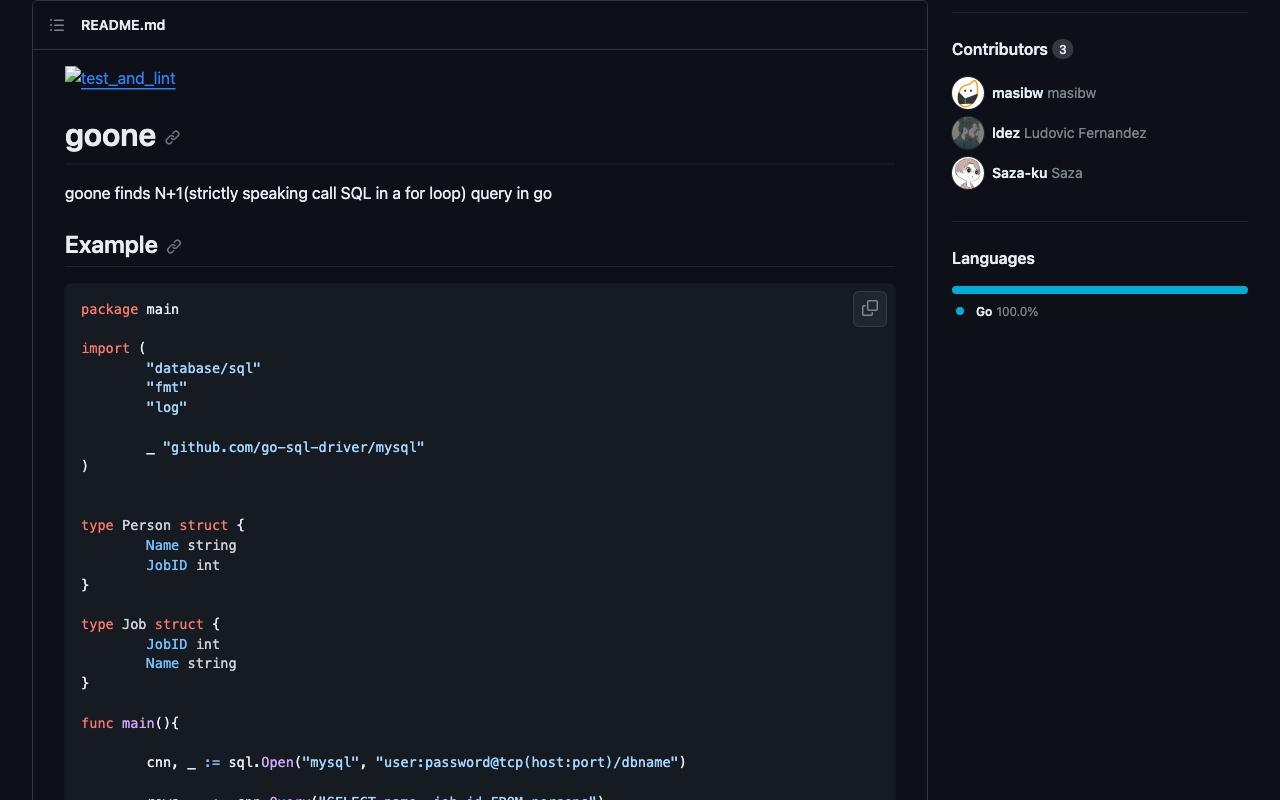 README.md
test_and_lint
goone
goone finds N+1(strictly speaking call SQL in a for loop) query in go
Example
package main
import (
"database/sql"
"fmt"
"log"
_ "github.com/go-sql-driver/mysql"
)
type Person struct {
Name string
JobID int
}
type Job struct {
JobID int
Name string
}
func main(){
cnn, _ := sql.Open("mysql", "user:password@tcp(host:port)/dbname")
Contributors 3
masibw masibw
ldez Ludovic Fernandez
Saza-ku Saza
Languages
Go 100.0%